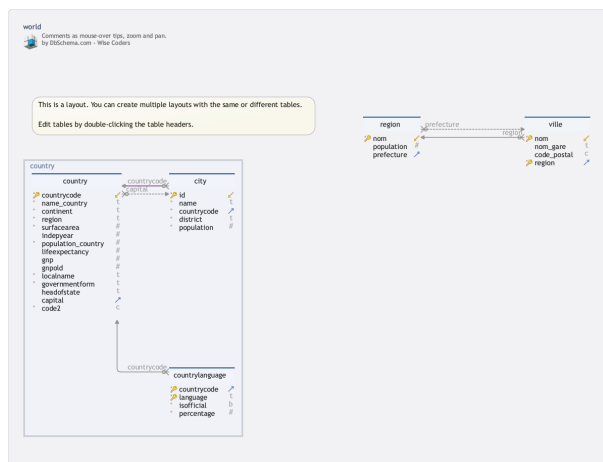 world
Comments as mouse-over tips, zoom and pan.
by DbSchema.com - Wise Coders
This is a layout. You can create multiple layouts with the same or different tables.
Edit tables by double-clicking the table headers.
region
prefecture
region
ville
nom
population #
prefecture
nom
nom_gare t
code_postal c
region
country
country
countrycode
capital
city
countrycode
* name_country t
* continent t
* region t
* surfacearea #
indepyear #
* population_country #
lifeexpectancy #
gnp #
gnpold #
* localname t
* governmentform t
headofstate t
capital
* code2 c
* id
* name t
* countrycode
* district t
* population #
countrycode
countrylanguage
* countrycode
* language t
* isofficial b
* percentage #